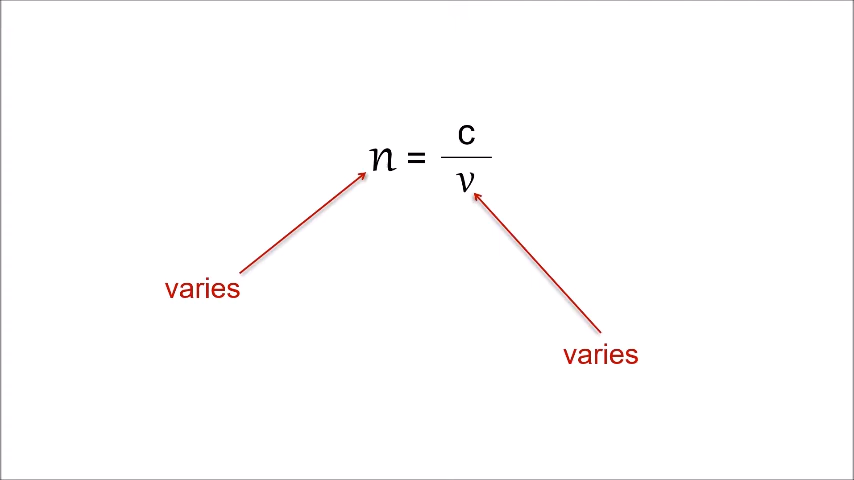 n = c / v
varies
varies